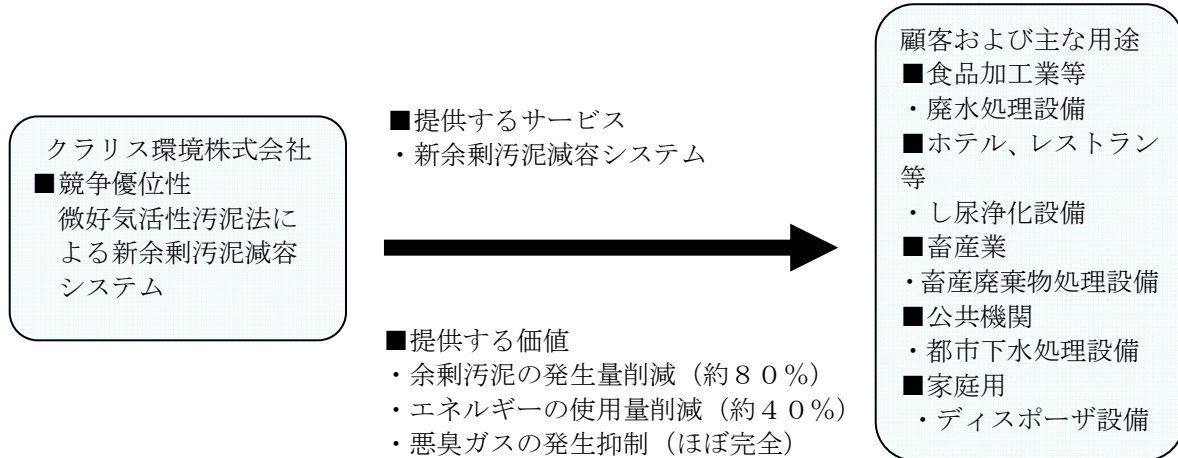 クラリス環境株式会社
■競争優位性
微好気活性汚泥法に
よる新余剰汚泥減容
システム
■提供するサービス
・新余剰汚泥減容システム
■提供する価値
・余剰汚泥の発生量削減（約８０％）
・エネルギーの使用量削減（約４０％）
・悪臭ガスの発生抑制（ほぼ完全）
顧客および主な用途
■食品加工業等
・廃水処理設備
■ホテル、レストラン
等
・し尿浄化設備
■畜産業
・畜産廃棄物処理設備
■公共機関
・都市下水処理設備
■家庭用
・ディスポーザ設備